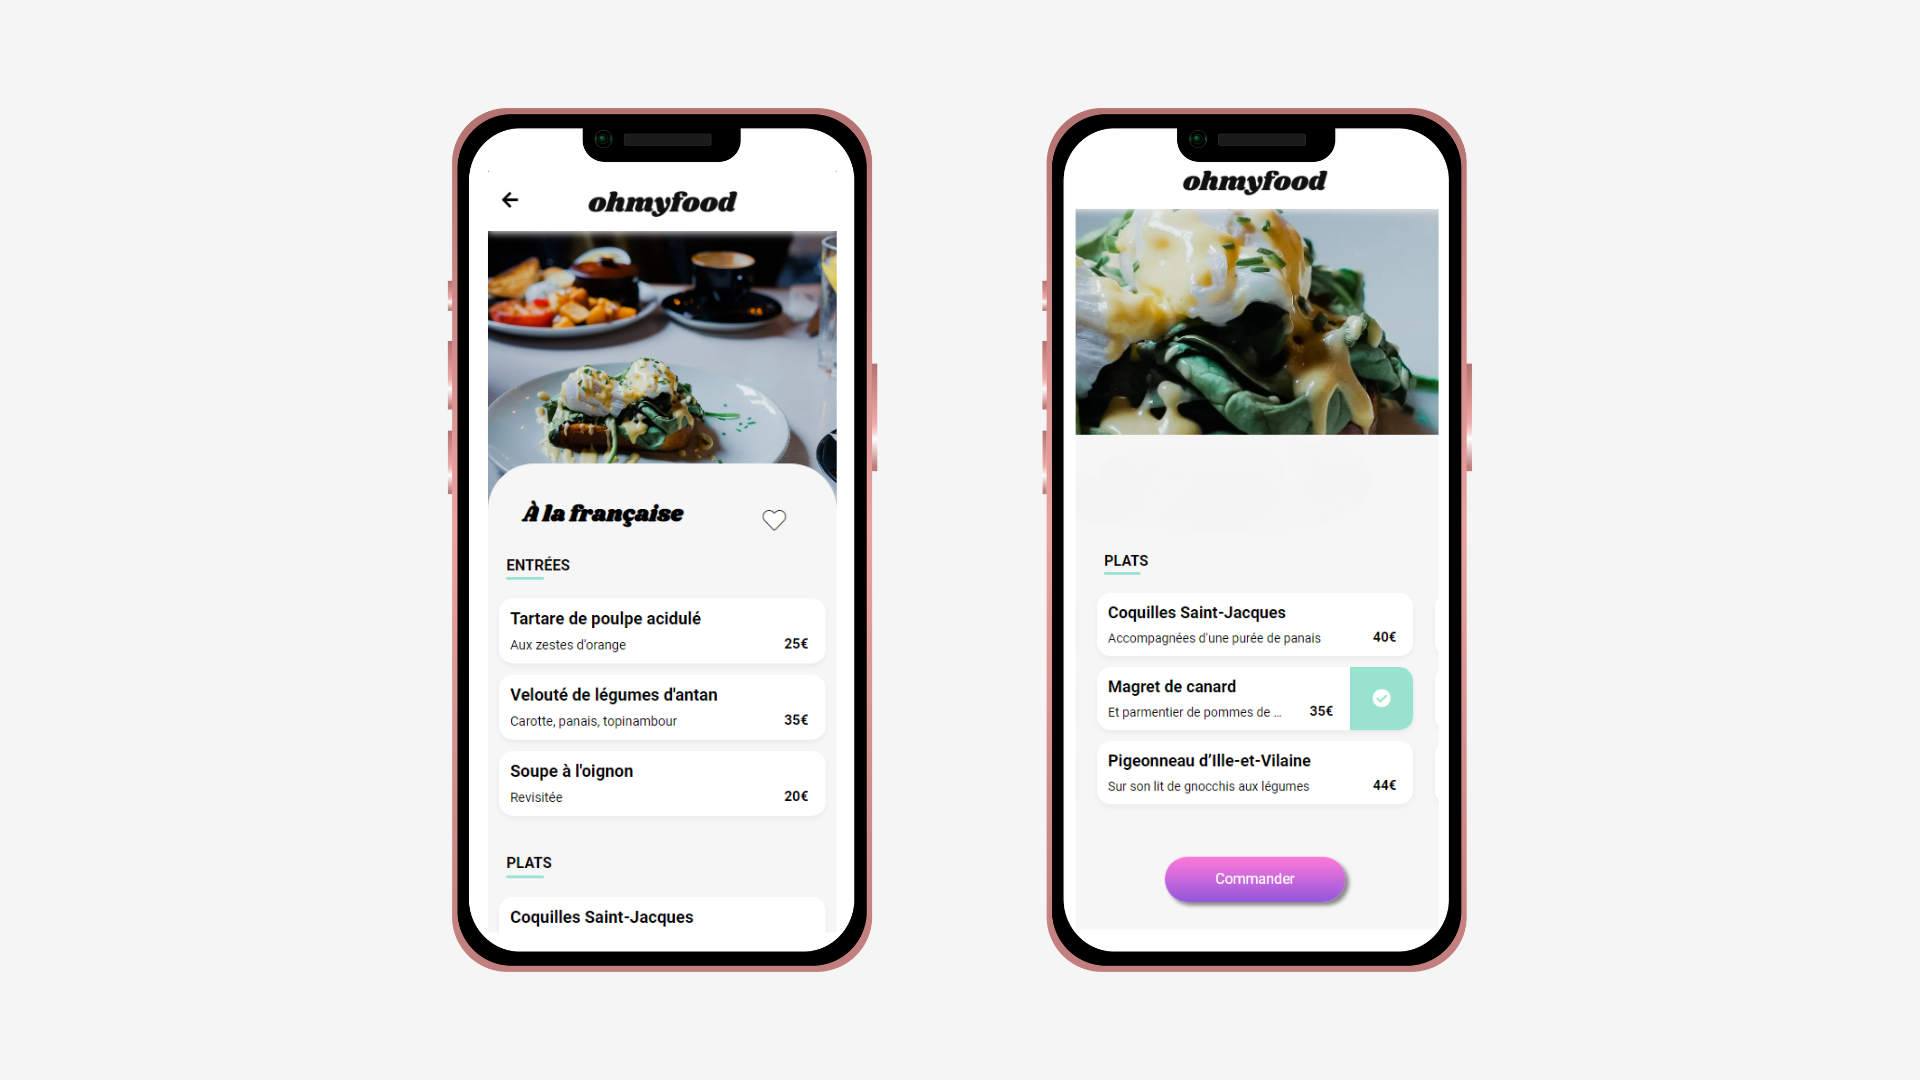 ohmyfood
À la française
ENTRÉES
Tartare de poulpe acidulé
Aux zestes d'orange 25€
Velouté de légumes d'antan
Carotte, panais, topinambour 35€
Soupe à l'oignon
Revisitée 20€
PLATS
Coquilles Saint-Jacques
ohmyfood
PLATS
Coquilles Saint-Jacques
Accompagnées d'une purée de panais 40€
Magret de canard
Et parmentier de pommes de ... 35€
Pigeonneau d’Ille-et-Vilaine
Sur son lit de gnocchis aux légumes 44€
Commander